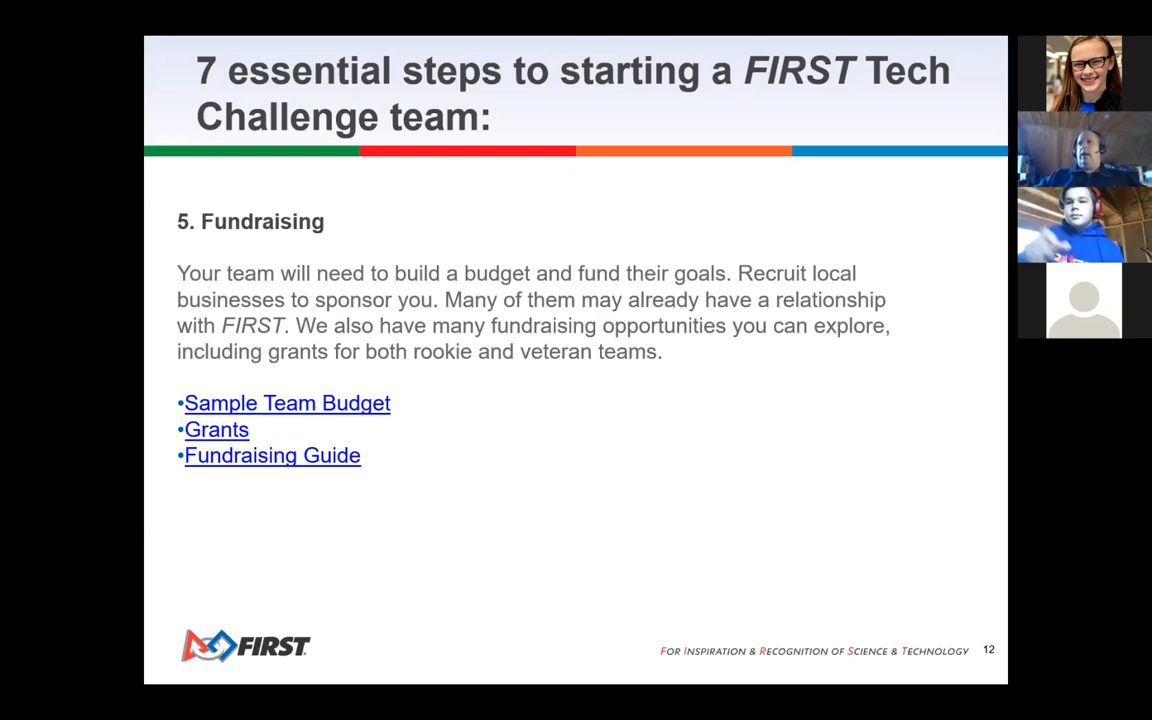 7 essential steps to starting a FIRST Tech
Challenge team:
5. Fundraising
Your team will need to build a budget and fund their goals. Recruit local
businesses to sponsor you. Many of them may already have a relationship
with FIRST. We also have many fundraising opportunities you can explore,
including grants for both rookie and veteran teams.
•Sample Team Budget
•Grants
•Fundraising Guide
FIRST
FOR INSPIRATION & RECOGNITION OF SCIENCE & TECHNOLOGY 12